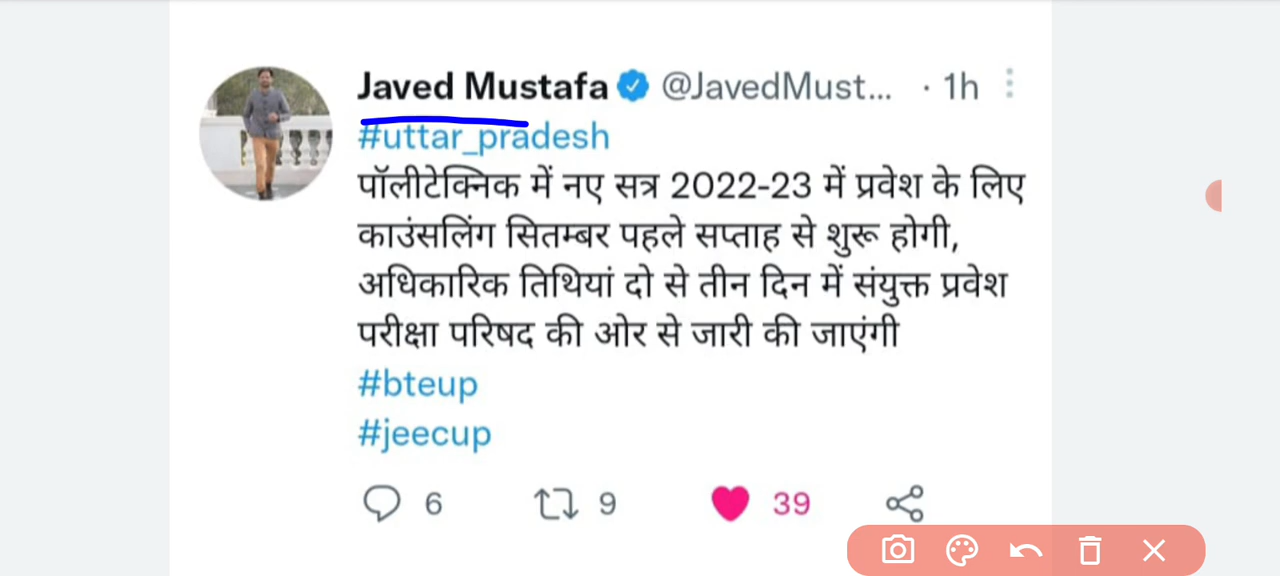 Javed Mustafa @JavedMust... · 1h
#uttar_pradesh
पॉलीटेक्निक में नए सत्र 2022-23 में प्रवेश के लिए
काउंसलिंग सितम्बर पहले सप्ताह से शुरू होगी,
अधिकारिक तिथियां दो से तीन दिन में संयुक्त प्रवेश
परीक्षा परिषद की ओर से जारी की जाएंगी
#bteup
#jeecup
6 9 39